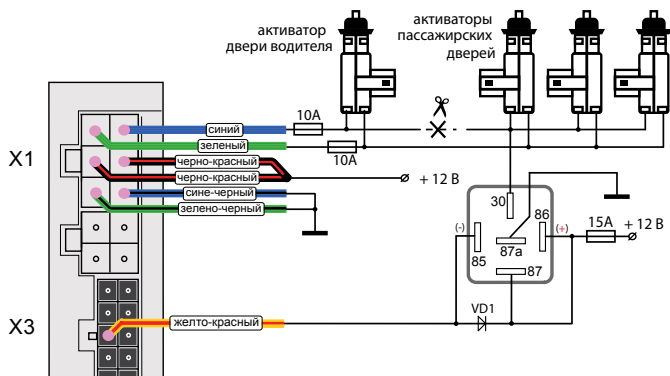 активатор
двери водителя
активаторы
пассажирских
дверей
X1
синий
10A
зеленый
10A
черно-красный
черно-красный
+ 12 В
сине-черный
зелено-черный
30
86
(-)
(+)
15A
+ 12 В
85
87a
87
X3
желто-красный
VD1